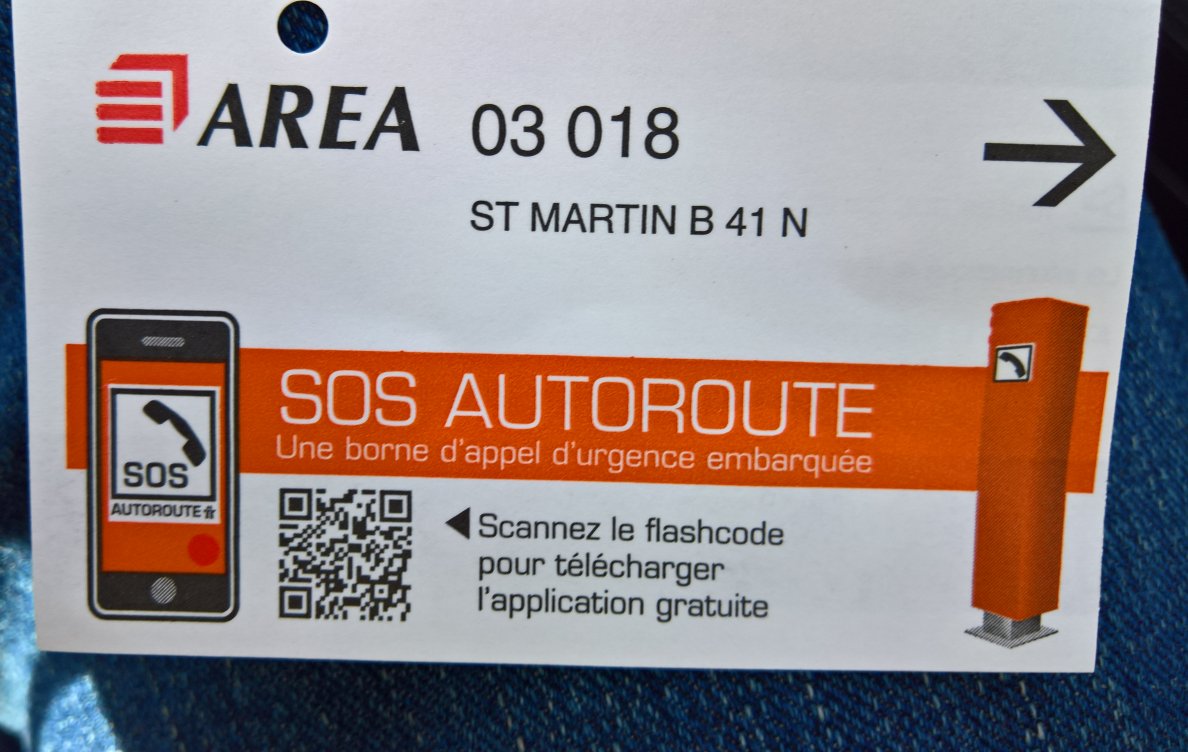 AREA 03 018
ST MARTIN B 41 N
SOS AUTOROUTE
Une borne d'appel d'urgence embarquée
SOS
AUTOROUTE.fr
Scannez le flashcode
pour télécharger
l'application gratuite